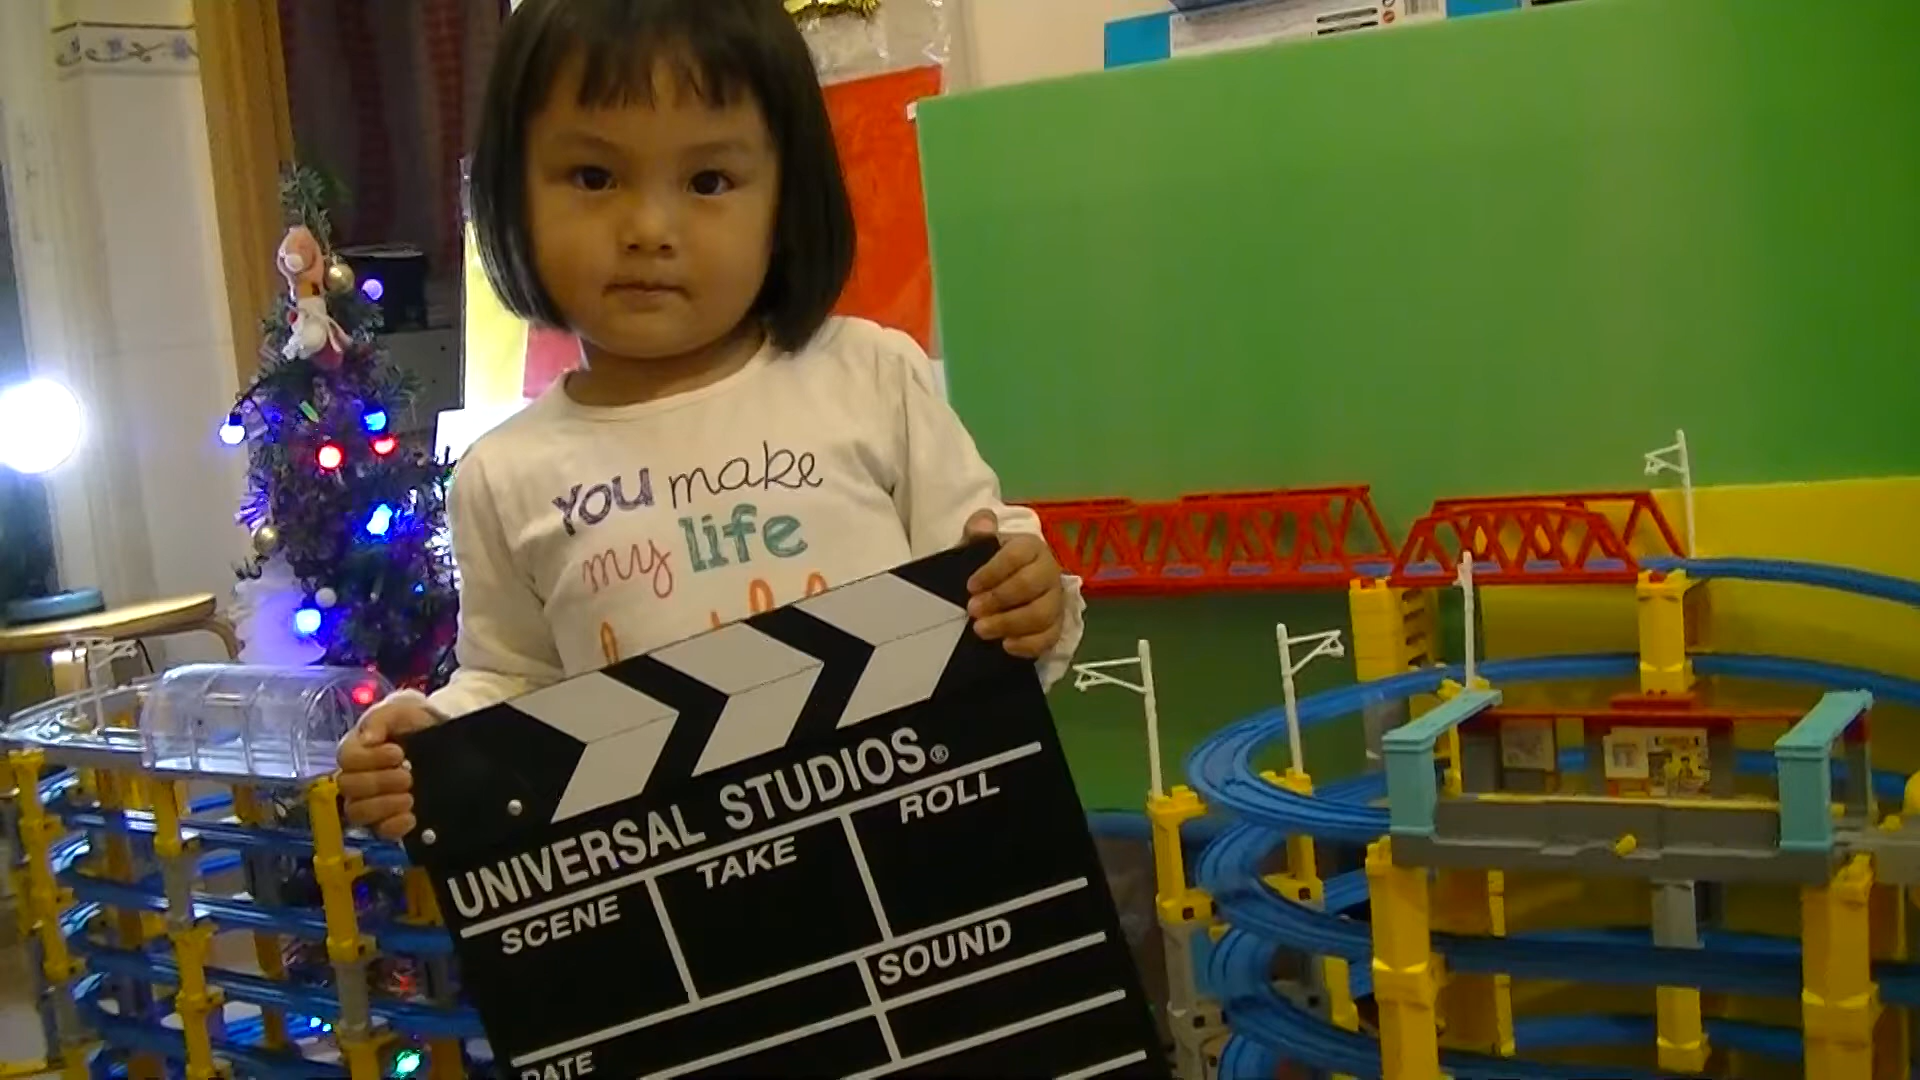 YOU make
my life
UNIVERSAL STUDIOS®
SCENE TAKE ROLL
SOUND
DATE